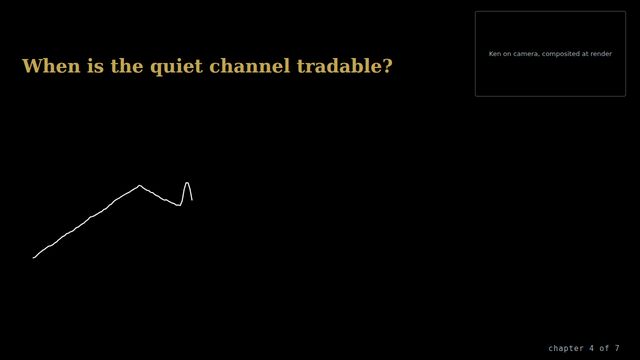 Ken on camera, composited at render
When is the quiet channel tradable?
chapter 4 of 7